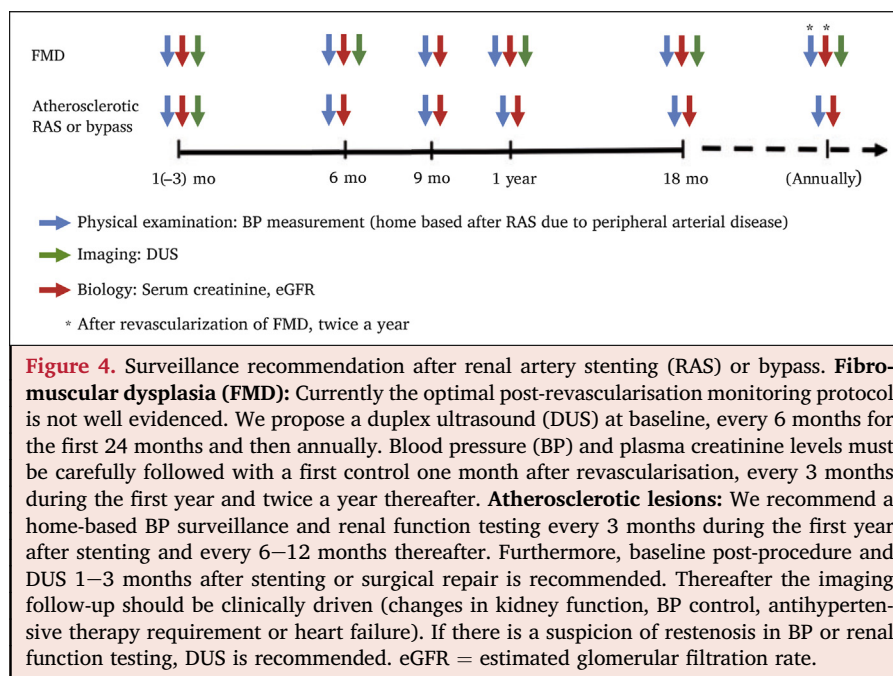 * *
FMD
Atherosclerotic
RAS or bypass
1(–3) mo 6 mo 9 mo 1 year 18 mo (Annually)
Physical examination: BP measurement (home based after RAS due to peripheral arterial disease)
Imaging: DUS
Biology: Serum creatinine, eGFR
* After revascularization of FMD, twice a year
Figure 4. Surveillance recommendation after renal artery stenting (RAS) or bypass. Fibro-
muscular dysplasia (FMD): Currently the optimal post-revascularisation monitoring protocol
is not well evidenced. We propose a duplex ultrasound (DUS) at baseline, every 6 months for
the first 24 months and then annually. Blood pressure (BP) and plasma creatinine levels must
be carefully followed with a first control one month after revascularisation, every 3 months
during the first year and twice a year thereafter. Atherosclerotic lesions: We recommend a
home-based BP surveillance and renal function testing every 3 months during the first year
after stenting and every 6–12 months thereafter. Furthermore, baseline post-procedure and
DUS 1–3 months after stenting or surgical repair is recommended. Thereafter the imaging
follow-up should be clinically driven (changes in kidney function, BP control, antihyperten-
sive therapy requirement or heart failure). If there is a suspicion of restenosis in BP or renal
function testing, DUS is recommended. eGFR = estimated glomerular filtration rate.